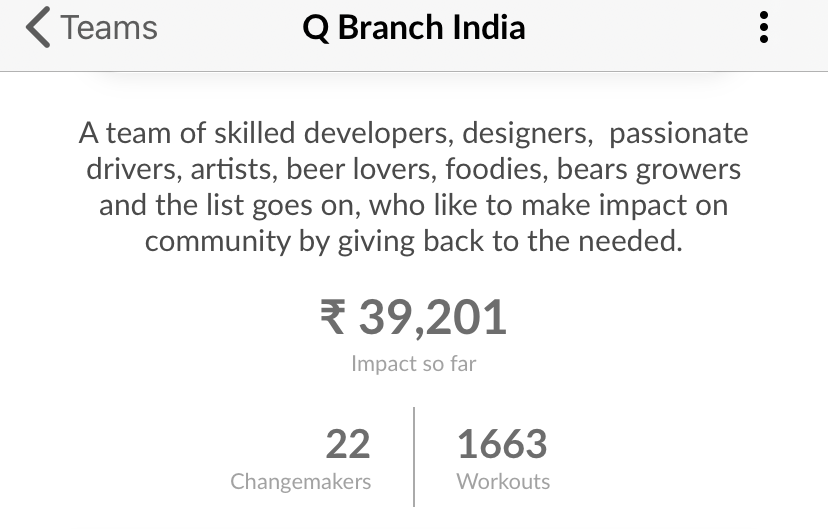 Teams
Q Branch India
A team of skilled developers, designers,  passionate
drivers, artists, beer lovers, foodies, bears growers
and the list goes on, who like to make impact on
community by giving back to the needed.
₹ 39,201
Impact so far
22
Changemakers
1663
Workouts